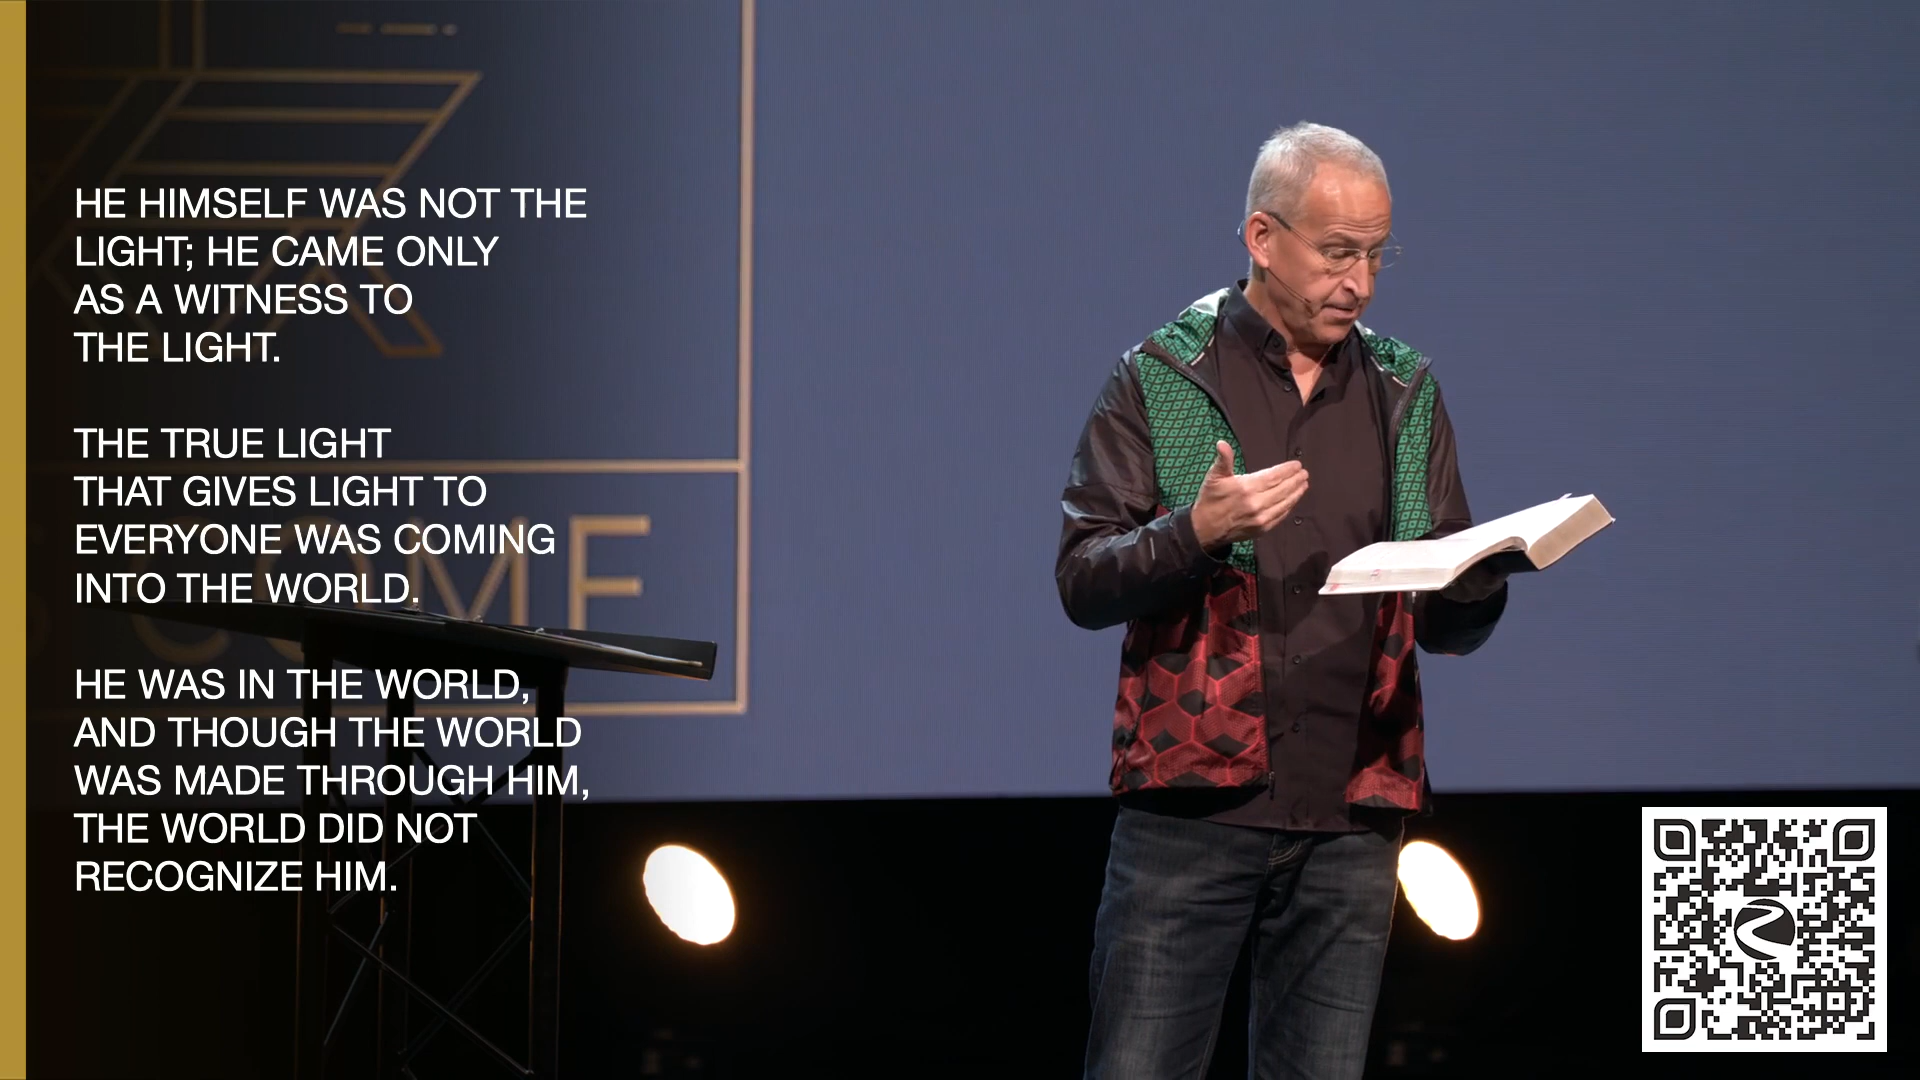 HE HIMSELF WAS NOT THE
LIGHT; HE CAME ONLY
AS A WITNESS TO
THE LIGHT.
THE TRUE LIGHT
THAT GIVES LIGHT TO
EVERYONE WAS COMING
INTO THE WORLD.
HE WAS IN THE WORLD,
AND THOUGH THE WORLD
WAS MADE THROUGH HIM,
THE WORLD DID NOT
RECOGNIZE HIM.
COME